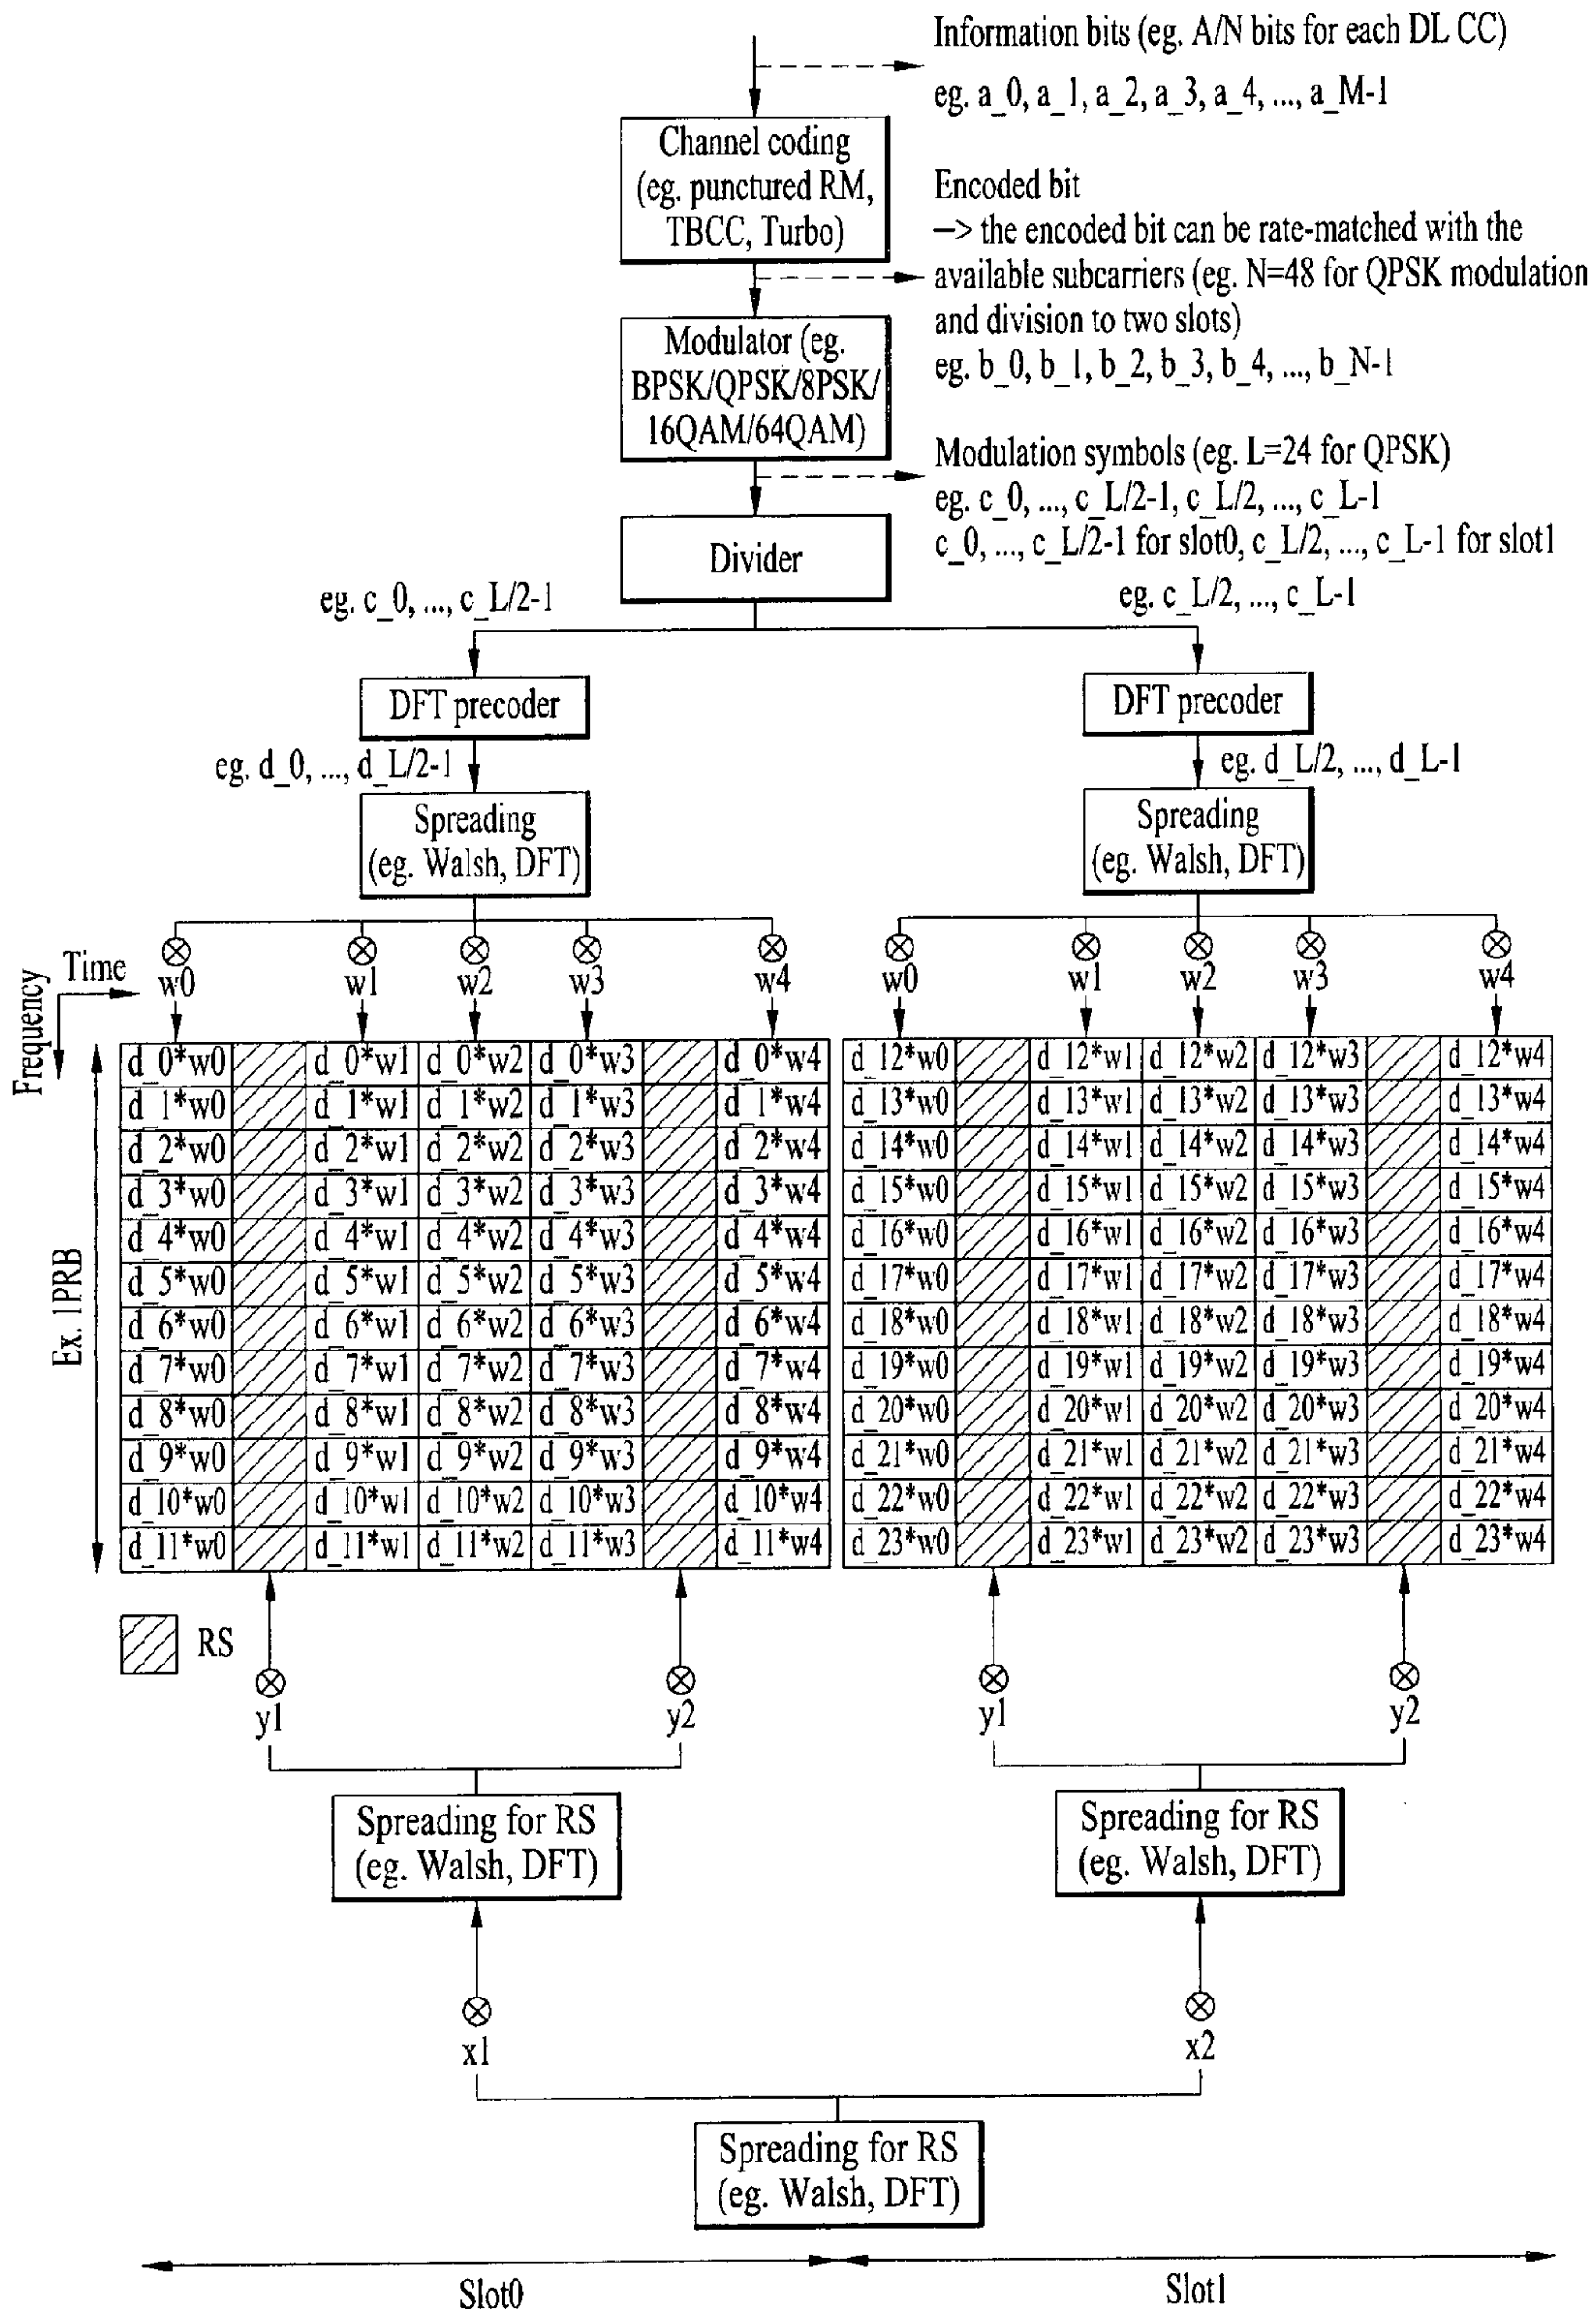 Information bits (eg. A/N bits for each DL CC)
eg. a_0, a_1, a_2, a_3, a_4, ..., a_M-1
Channel coding
(eg. punctured RM,
TBCC, Turbo)
Encoded bit
–> the encoded bit can be rate-matched with the
available subcarriers (eg. N=48 for QPSK modulation
and division to two slots)
eg. b_0, b_1, b_2, b_3, b_4, ..., b_N-1
Modulator (eg.
BPSK/QPSK/8PSK/
16QAM/64QAM)
Modulation symbols (eg. L=24 for QPSK)
eg. c_0, ..., c_L/2-1, c_L/2, ..., c_L-1
c_0, ..., c_L/2-1 for slot0, c_L/2, ..., c_L-1 for slot1
Divider
eg. c_0, ..., c_L/2-1
eg. c_L/2, ..., c_L-1
DFT precoder
DFT precoder
eg. d_0, ..., d_L/2-1
eg. d_L/2, ..., d_L-1
Spreading
(eg. Walsh, DFT)
Spreading
(eg. Walsh, DFT)
Time
Frequency
w0 w1 w2 w3 w4 w0 w1 w2 w3 w4
Ex. 1PRB
d_0*w0 d_0*w1 d_0*w2 d_0*w3 d_0*w4 d_12*w0 d_12*w1 d_12*w2 d_12*w3 d_12*w4
d_1*w0 d_1*w1 d_1*w2 d_1*w3 d_1*w4 d_13*w0 d_13*w1 d_13*w2 d_13*w3 d_13*w4
d_2*w0 d_2*w1 d_2*w2 d_2*w3 d_2*w4 d_14*w0 d_14*w1 d_14*w2 d_14*w3 d_14*w4
d_3*w0 d_3*w1 d_3*w2 d_3*w3 d_3*w4 d_15*w0 d_15*w1 d_15*w2 d_15*w3 d_15*w4
d_4*w0 d_4*w1 d_4*w2 d_4*w3 d_4*w4 d_16*w0 d_16*w1 d_16*w2 d_16*w3 d_16*w4
d_5*w0 d_5*w1 d_5*w2 d_5*w3 d_5*w4 d_17*w0 d_17*w1 d_17*w2 d_17*w3 d_17*w4
d_6*w0 d_6*w1 d_6*w2 d_6*w3 d_6*w4 d_18*w0 d_18*w1 d_18*w2 d_18*w3 d_18*w4
d_7*w0 d_7*w1 d_7*w2 d_7*w3 d_7*w4 d_19*w0 d_19*w1 d_19*w2 d_19*w3 d_19*w4
d_8*w0 d_8*w1 d_8*w2 d_8*w3 d_8*w4 d_20*w0 d_20*w1 d_20*w2 d_20*w3 d_20*w4
d_9*w0 d_9*w1 d_9*w2 d_9*w3 d_9*w4 d_21*w0 d_21*w1 d_21*w2 d_21*w3 d_21*w4
d_10*w0 d_10*w1 d_10*w2 d_10*w3 d_10*w4 d_22*w0 d_22*w1 d_22*w2 d_22*w3 d_22*w4
d_11*w0 d_11*w1 d_11*w2 d_11*w3 d_11*w4 d_23*w0 d_23*w1 d_23*w2 d_23*w3 d_23*w4
RS
y1 y2 y1 y2
Spreading for RS
(eg. Walsh, DFT)
Spreading for RS
(eg. Walsh, DFT)
x1 x2
Spreading for RS
(eg. Walsh, DFT)
Slot0 Slot1